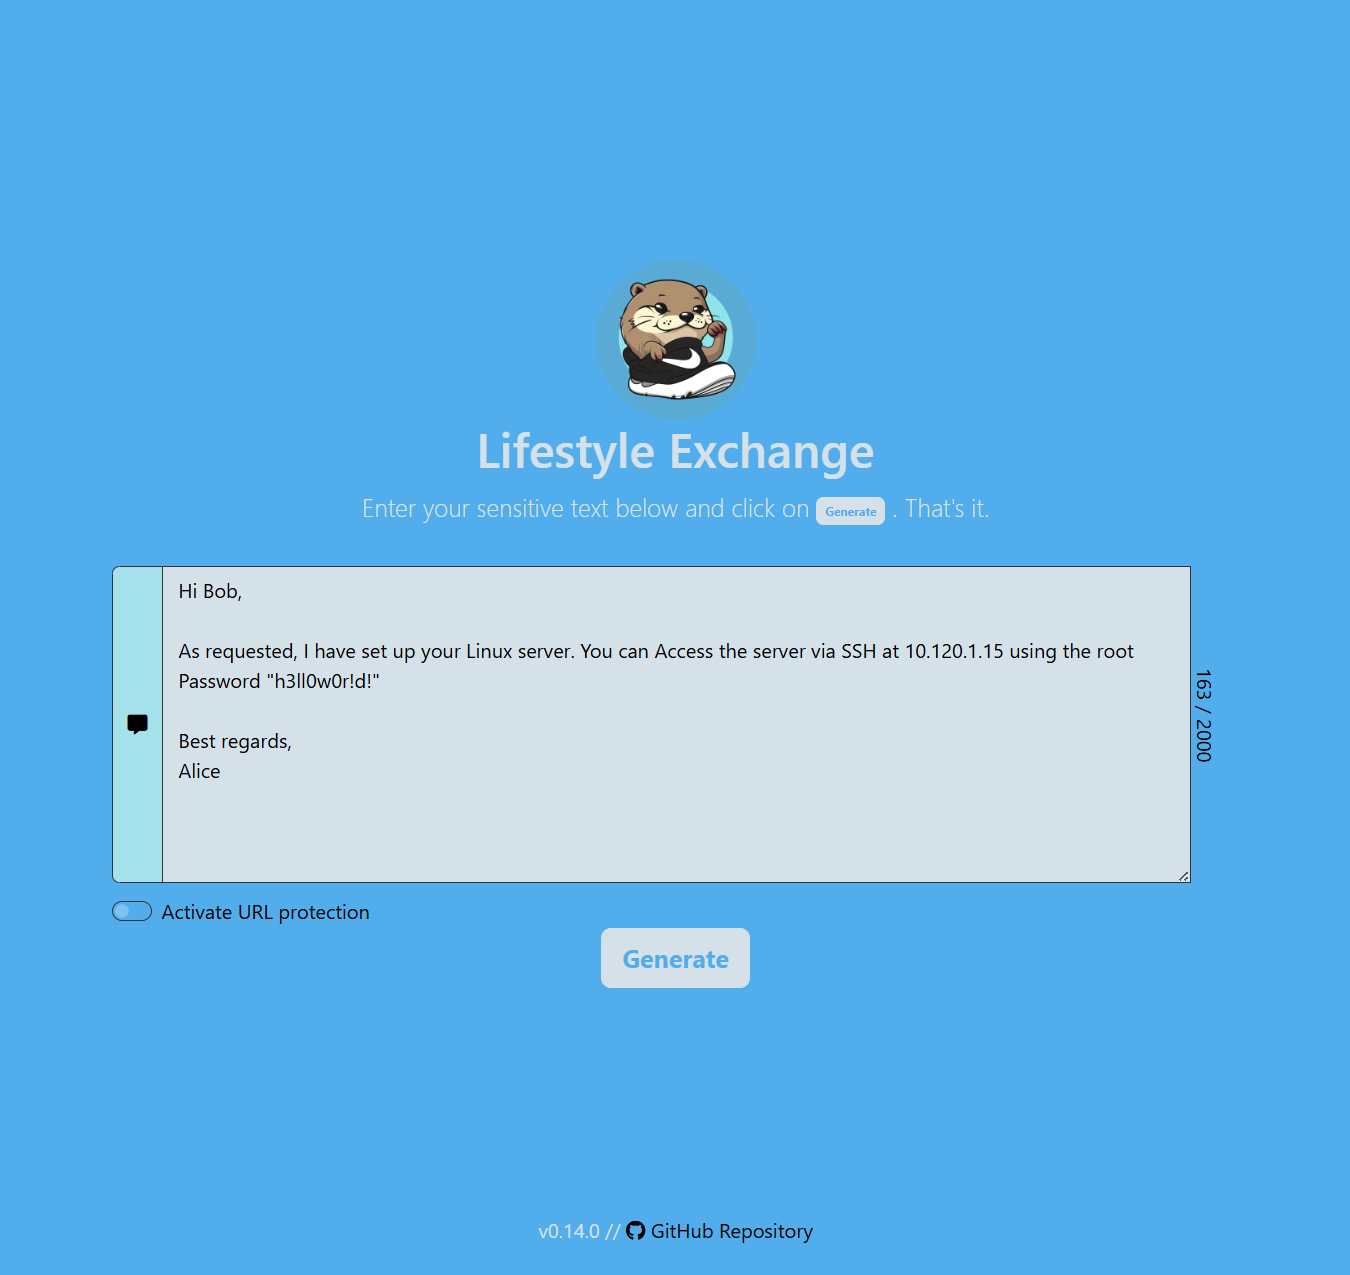 Lifestyle Exchange
Enter your sensitive text below and click on Generate . That's it.
Hi Bob,
As requested, I have set up your Linux server. You can Access the server via SSH at 10.120.1.15 using the root
Password "h3ll0w0r!d!"
Best regards,
Alice
163 / 2000
Activate URL protection
Generate
v0.14.0 // GitHub Repository